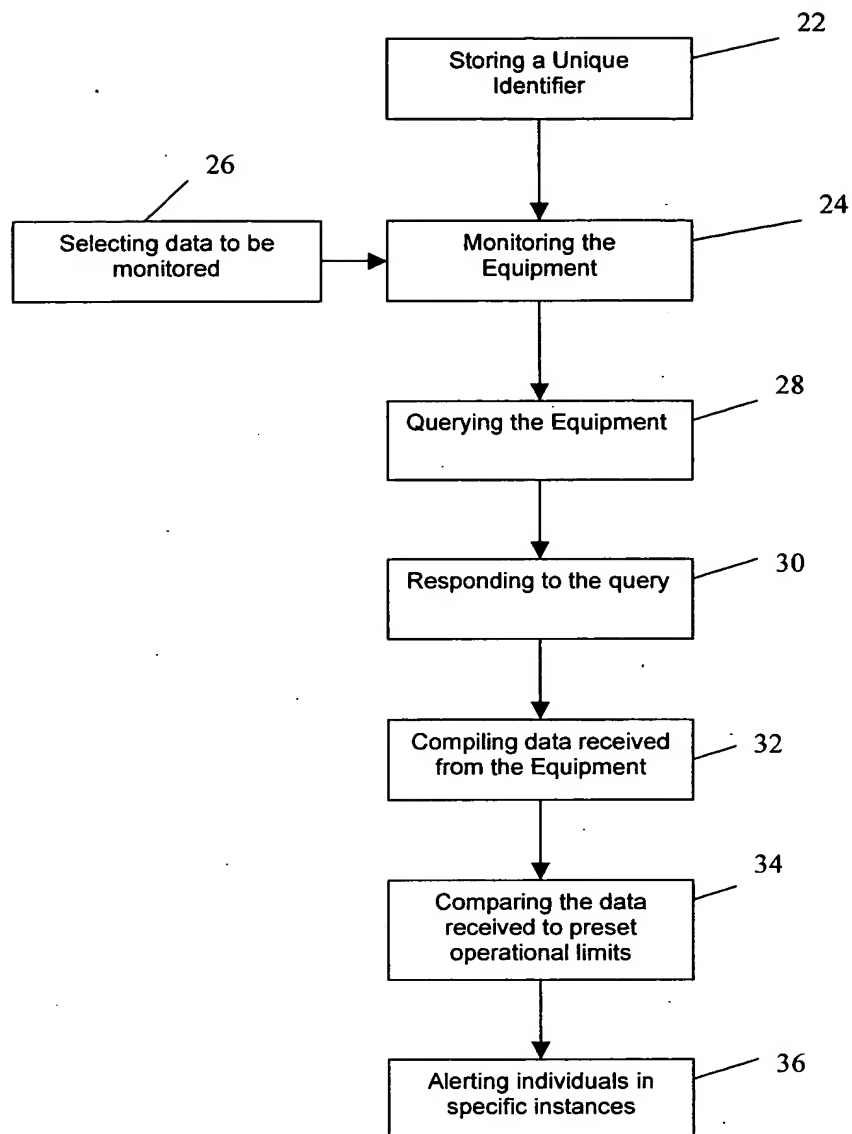 22
Storing a Unique
Identifier
26
24
Selecting data to be
monitored
Monitoring the
Equipment
28
Querying the Equipment
30
Responding to the query
32
Compiling data received
from the Equipment
34
Comparing the data
received to preset
operational limits
36
Alerting individuals in
specific instances